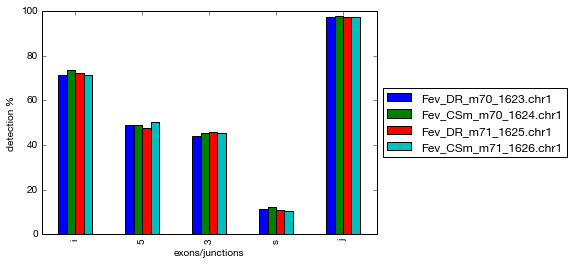 100
80
60
40
20
0
detection %
i
5
3
s
j
exons/junctions
Fev_DR_m70_1623.chr1
Fev_CSm_m70_1624.chr1
Fev_DR_m71_1625.chr1
Fev_CSm_m71_1626.chr1